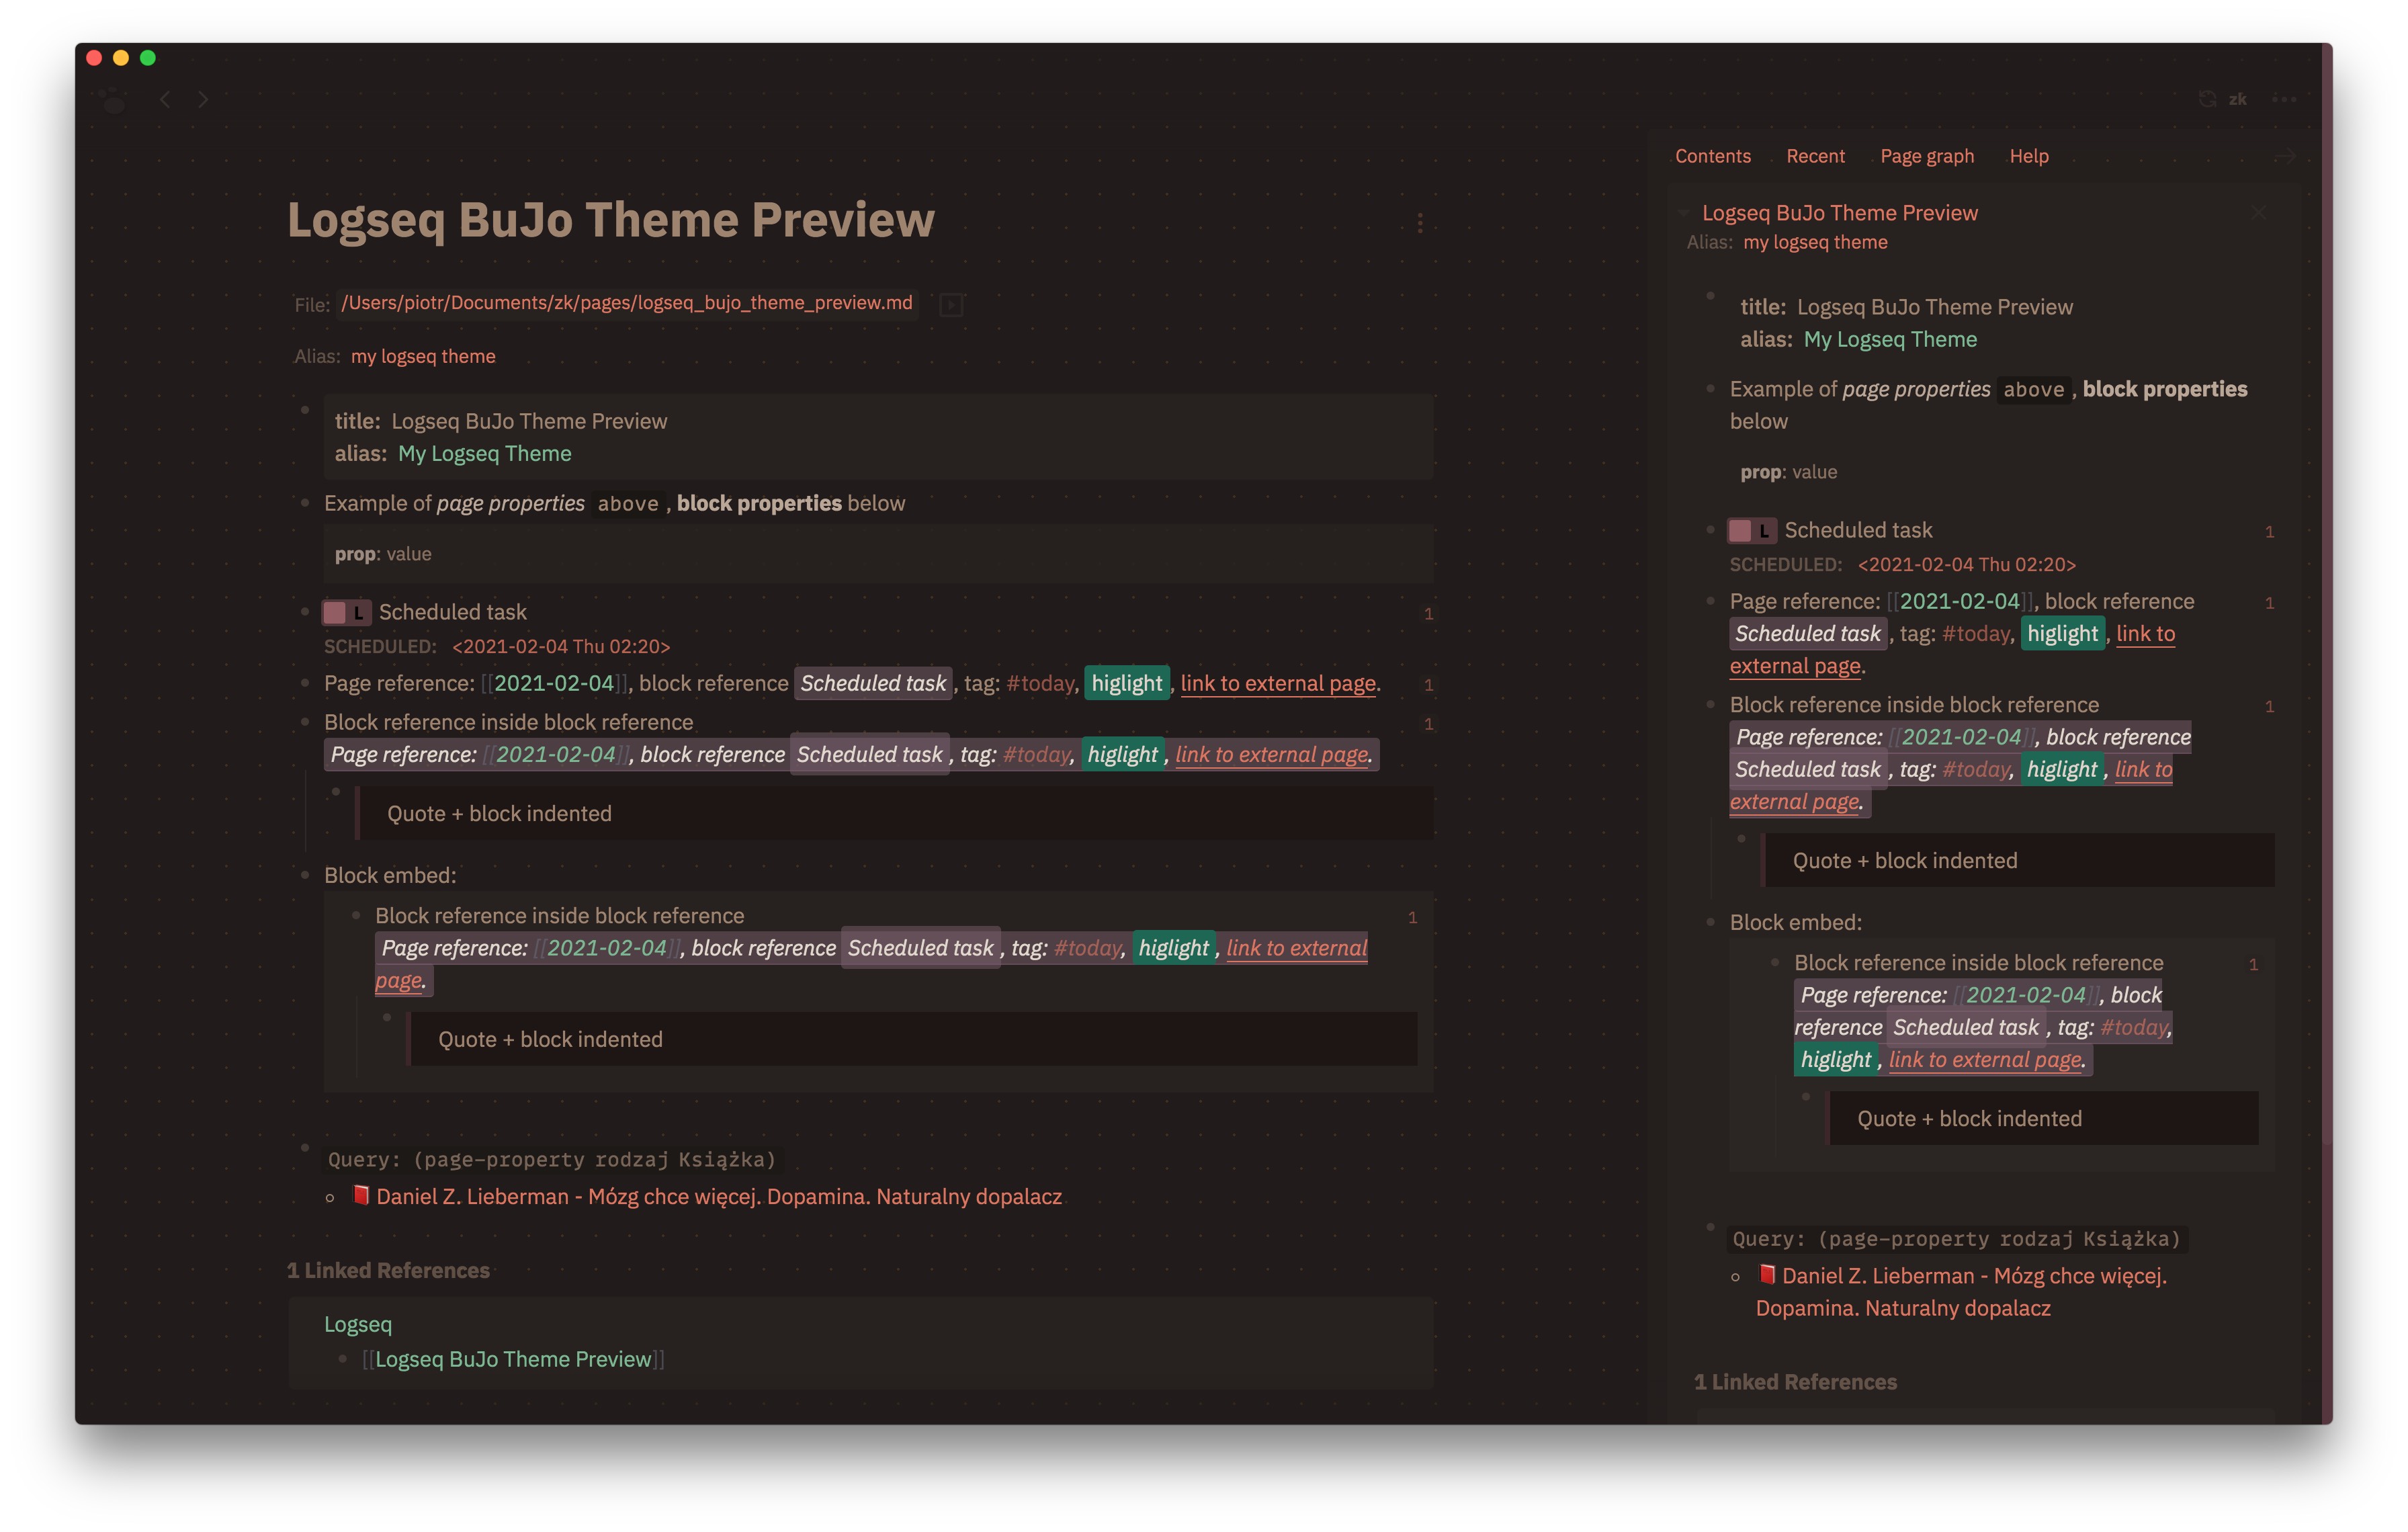 zk
Logseq BuJo Theme Preview
File: /Users/piotr/Documents/zk/pages/logseq_bujo_theme_preview.md
Alias: my logseq theme
title: Logseq BuJo Theme Preview
alias: My Logseq Theme
Example of page properties above , block properties below
prop: value
L Scheduled task 1
SCHEDULED: <2021-02-04 Thu 02:20>
Page reference: [[2021-02-04]], block reference Scheduled task , tag: #today, higlight , link to external page. 1
Block reference inside block reference 1
Page reference: [[2021-02-04]], block reference Scheduled task , tag: #today, higlight , link to external page.
Quote + block indented
Block embed:
Block reference inside block reference 1
Page reference: [[2021-02-04]], block reference Scheduled task , tag: #today, higlight , link to external
page.
Quote + block indented
Query: (page-property rodzaj Książka)
Daniel Z. Lieberman - Mózg chce więcej. Dopamina. Naturalny dopalacz
1 Linked References
Logseq
[[Logseq BuJo Theme Preview]]
Contents Recent Page graph Help
Logseq BuJo Theme Preview
Alias: my logseq theme
title: Logseq BuJo Theme Preview
alias: My Logseq Theme
Example of page properties above , block properties
below
prop: value
L Scheduled task 1
SCHEDULED: <2021-02-04 Thu 02:20>
Page reference: [[2021-02-04]], block reference 1
Scheduled task , tag: #today, higlight , link to
external page.
Block reference inside block reference 1
Page reference: [[2021-02-04]], block reference
Scheduled task , tag: #today, higlight , link to
external page.
Quote + block indented
Block embed:
Block reference inside block reference 1
Page reference: [[2021-02-04]], block
reference Scheduled task , tag: #today,
higlight , link to external page.
Quote + block indented
Query: (page-property rodzaj Książka)
Daniel Z. Lieberman - Mózg chce więcej.
Dopamina. Naturalny dopalacz
1 Linked References